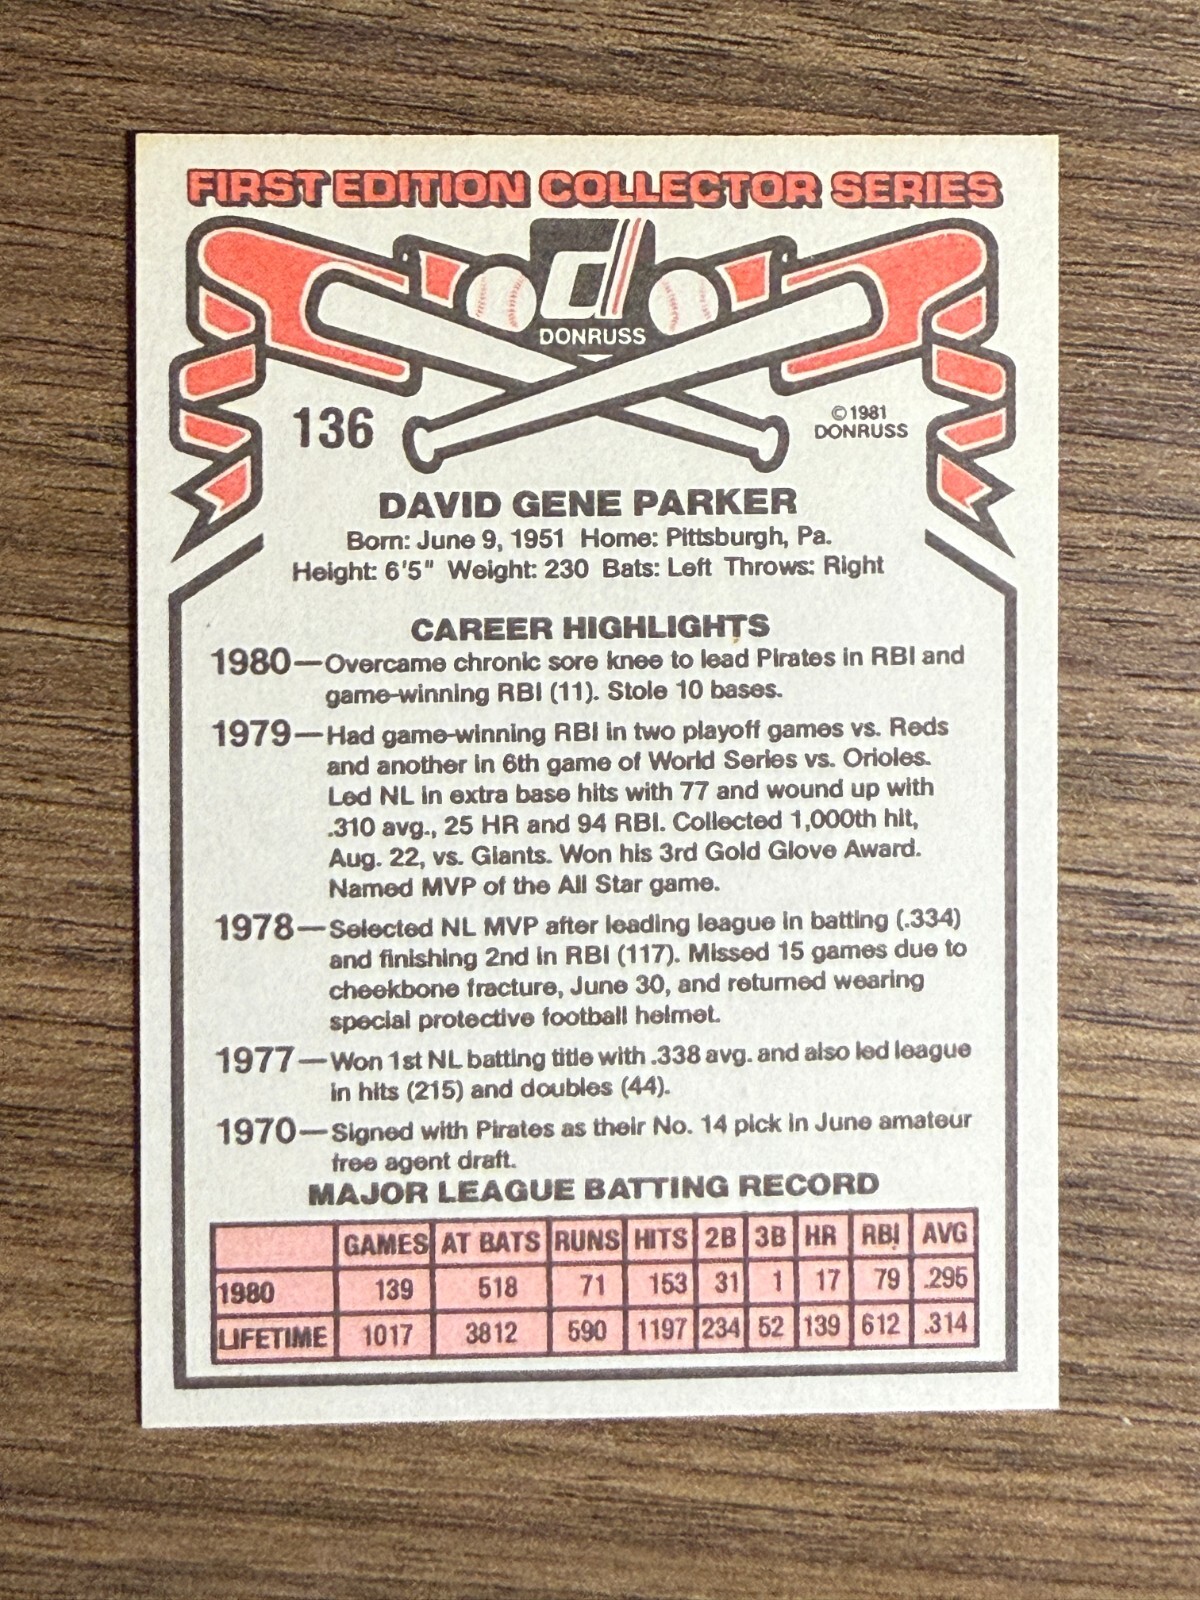 FIRST EDITION COLLECTOR SERIES
d
DONRUSS
136
©1981
DONRUSS
DAVID GENE PARKER
Born: June 9, 1951 Home: Pittsburgh, Pa.
Height: 6'5" Weight: 230 Bats: Left Throws: Right
CAREER HIGHLIGHTS
1980—Overcame chronic sore knee to lead Pirates in RBI and
game-winning RBI (11). Stole 10 bases.
1979—Had game-winning RBI in two playoff games vs. Reds
and another in 6th game of World Series vs. Orioles.
Led NL in extra base hits with 77 and wound up with
.310 avg., 25 HR and 94 RBI. Collected 1,000th hit,
Aug. 22, vs. Giants. Won his 3rd Gold Glove Award.
Named MVP of the All Star game.
1978—Selected NL MVP after leading league in batting (.334)
and finishing 2nd in RBI (117). Missed 15 games due to
cheekbone fracture, June 30, and returned wearing
special protective football helmet.
1977—Won 1st NL batting title with .338 avg. and also led league
in hits (215) and doubles (44).
1970—Signed with Pirates as their No. 14 pick in June amateur
free agent draft.
MAJOR LEAGUE BATTING RECORD
GAMES AT BATS RUNS HITS 2B 3B HR RBI AVG
1980 139 518 71 153 31 1 17 79 .295
LIFETIME 1017 3812 590 1197 234 52 139 612 .314